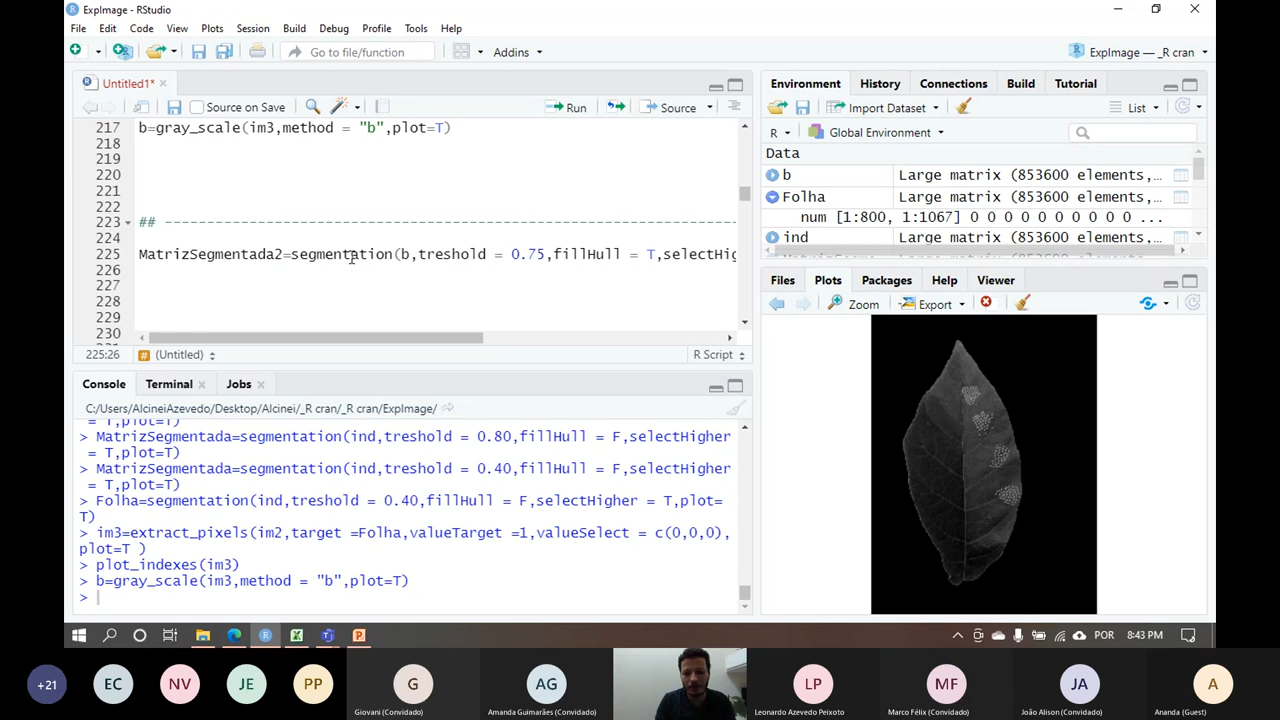 ExpImage - RStudio
File Edit Code View Plots Session Build Debug Profile Tools Help
Go to file/function Addins ExpImage — _R cran
Untitled1*
Source on Save Run Source
217 b=gray_scale(im3,method = "b",plot=T)
218
219
220
221
222
223 ## ------------------------------------------------------------------------
224
225 MatrizSegmentada2=segmentation(b,treshold = 0.75,fillHull = T,selectHig
226
227
228
229
230
225:26 (Untitled) R Script
Console Terminal Jobs
C:/Users/AlcineiAzevedo/Desktop/Alcinei/_R cran/_R cran/ExpImage/
= T,plot=T)
> MatrizSegmentada=segmentation(ind,treshold = 0.80,fillHull = F,selectHigher
= T,plot=T)
> MatrizSegmentada=segmentation(ind,treshold = 0.40,fillHull = F,selectHigher
= T,plot=T)
> Folha=segmentation(ind,treshold = 0.40,fillHull = F,selectHigher = T,plot=
T)
> im3=extract_pixels(im2,target =Folha,valueTarget =1,valueSelect = c(0,0,0),
plot=T )
> plot_indexes(im3)
> b=gray_scale(im3,method = "b",plot=T)
>
Environment History Connections Build Tutorial
Import Dataset List
R Global Environment
Data
b Large matrix (853600 elements,…
Folha Large matrix (853600 elements,…
num [1:800, 1:1067] 0 0 0 0 0 0 0 0 0 0 ...
ind Large matrix (853600 elements,…
Files Plots Packages Help Viewer
Zoom Export
POR 8:43 PM
+21 EC NV JE PP G AG LP MF JA A
Giovani (Convidado) Amanda Guimarães (Convidado) Leonardo Azevedo Peixoto Marco Félix (Convidado) João Alison (Convidado) Ananda (Guest)